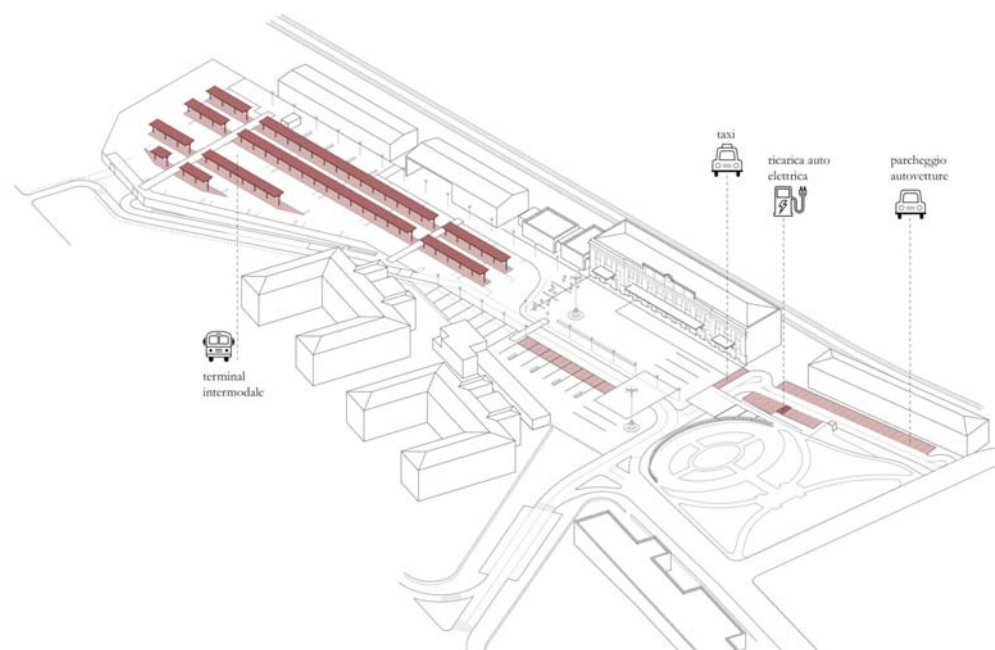 taxi
ricarica auto
elettrica
parcheggio
autovetture
terminal
intermodale